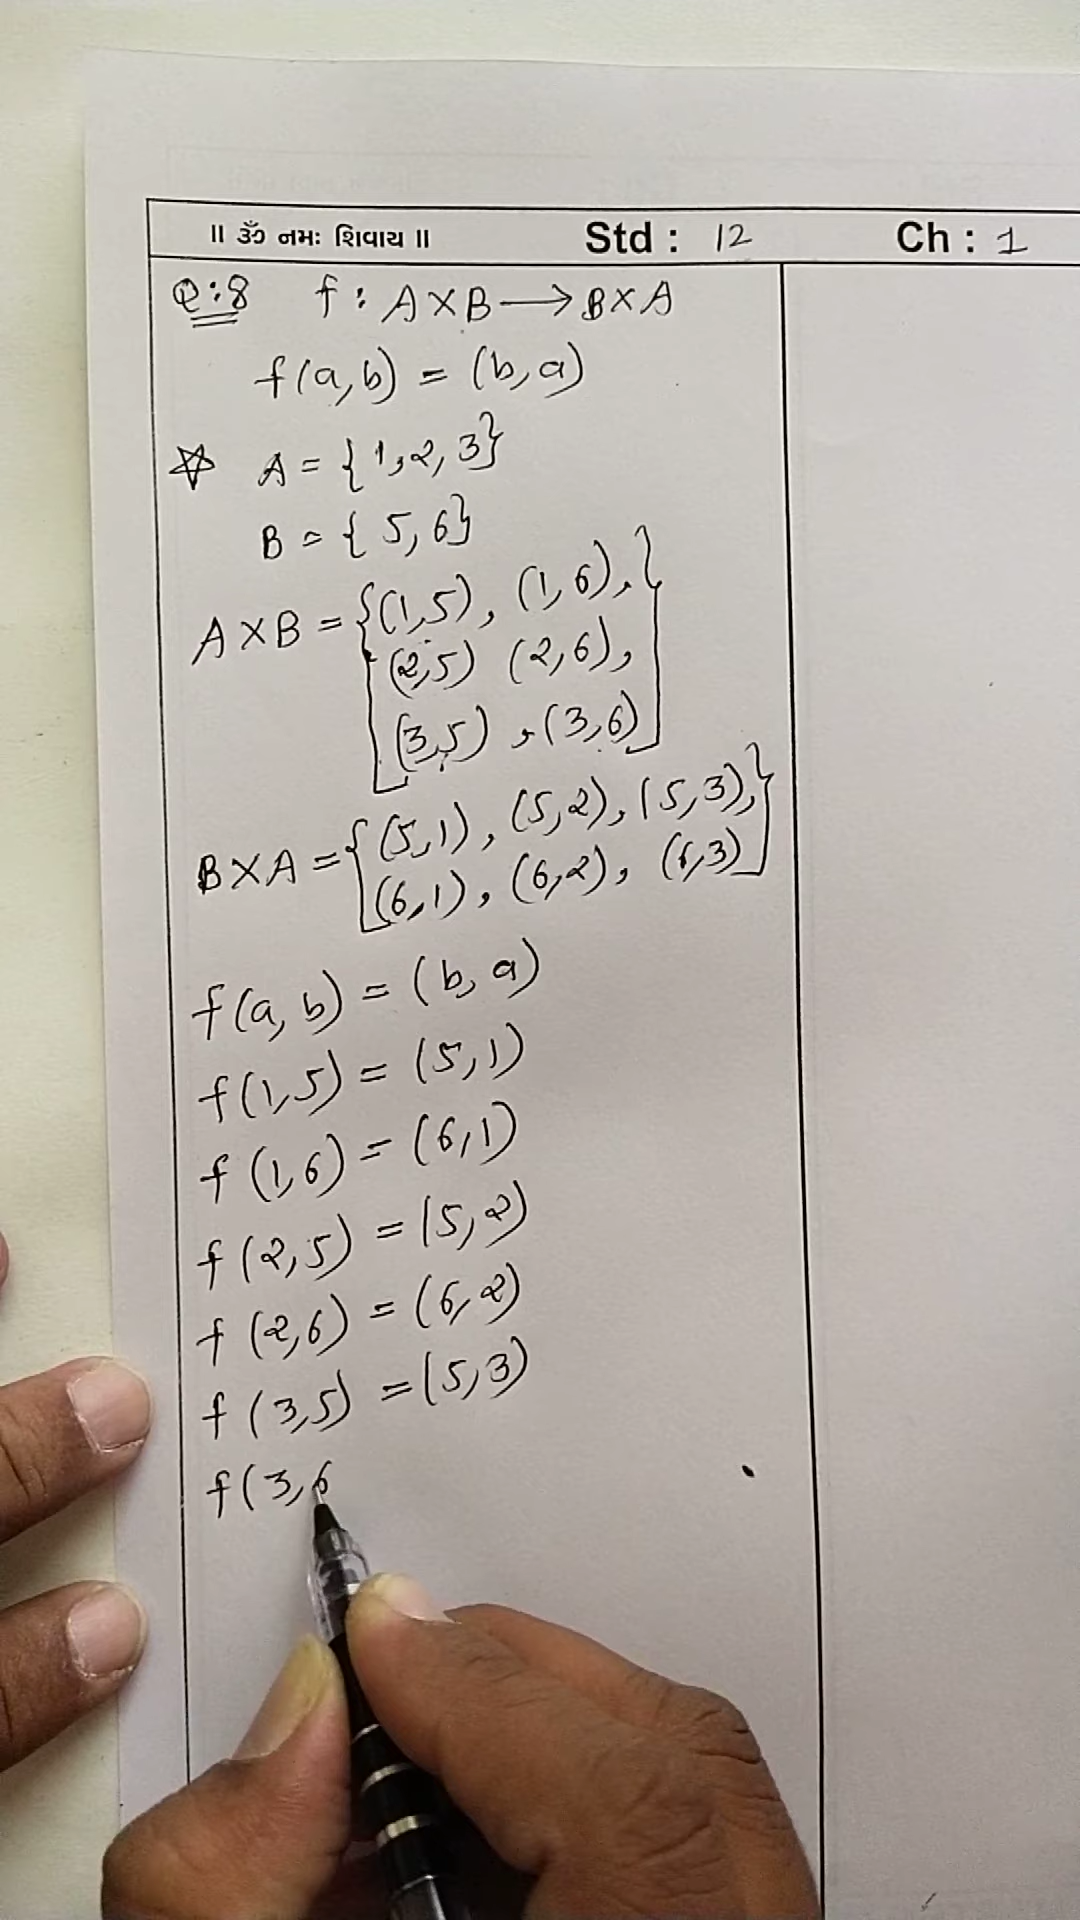 ॥ ૐ નમઃ શિવાય ॥ Std : 12 Ch : 1
Q:8 f : A×B → B×A
f(a,b) = (b,a)
☆ A = {1,2,3}
B = {5,6}
A×B = {(1,5), (1,6),
(2,5) (2,6),
(3,5), (3,6)}
B×A = {(5,1), (5,2), (5,3),
(6,1), (6,2), (6,3)}
f(a,b) = (b,a)
f(1,5) = (5,1)
f(1,6) = (6,1)
f(2,5) = (5,2)
f(2,6) = (6,2)
f(3,5) = (5,3)
f(3,6